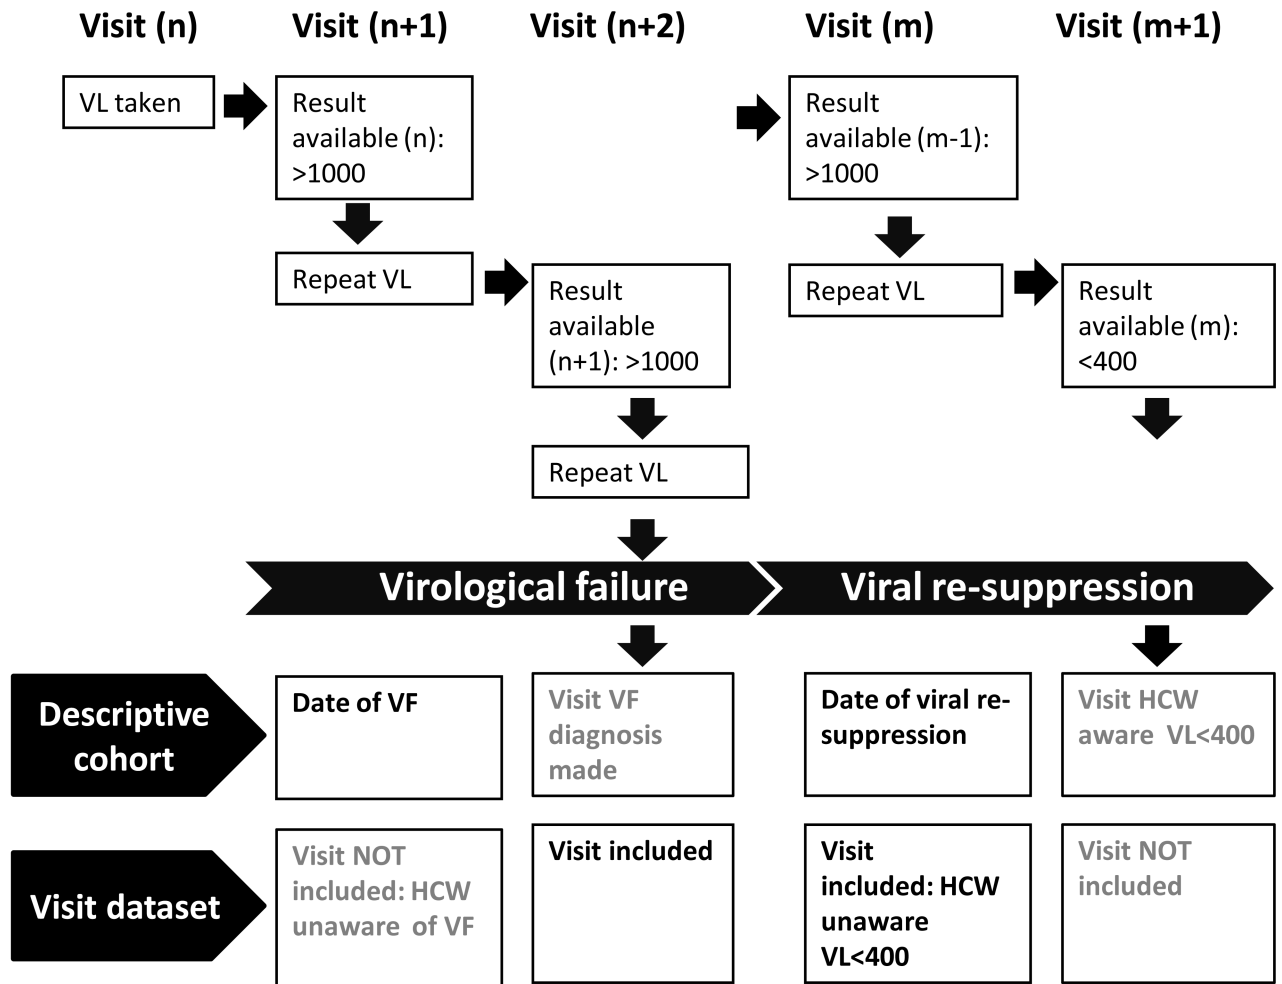 Visit (n)
Visit (n+1)
Visit (n+2)
Visit (m)
Visit (m+1)
VL taken
Result
available (n):
>1000
Result
available (m-1):
>1000
Repeat VL
Result
available
(n+1): >1000
Repeat VL
Result
available (m):
<400
Repeat VL
Virological failure
Viral re-suppression
Descriptive
cohort
Date of VF
Visit VF
diagnosis
made
Date of viral re-
suppression
Visit HCW
aware VL<400
Visit dataset
Visit NOT
included: HCW
unaware of VF
Visit included
Visit
included: HCW
unaware
VL<400
Visit NOT
included